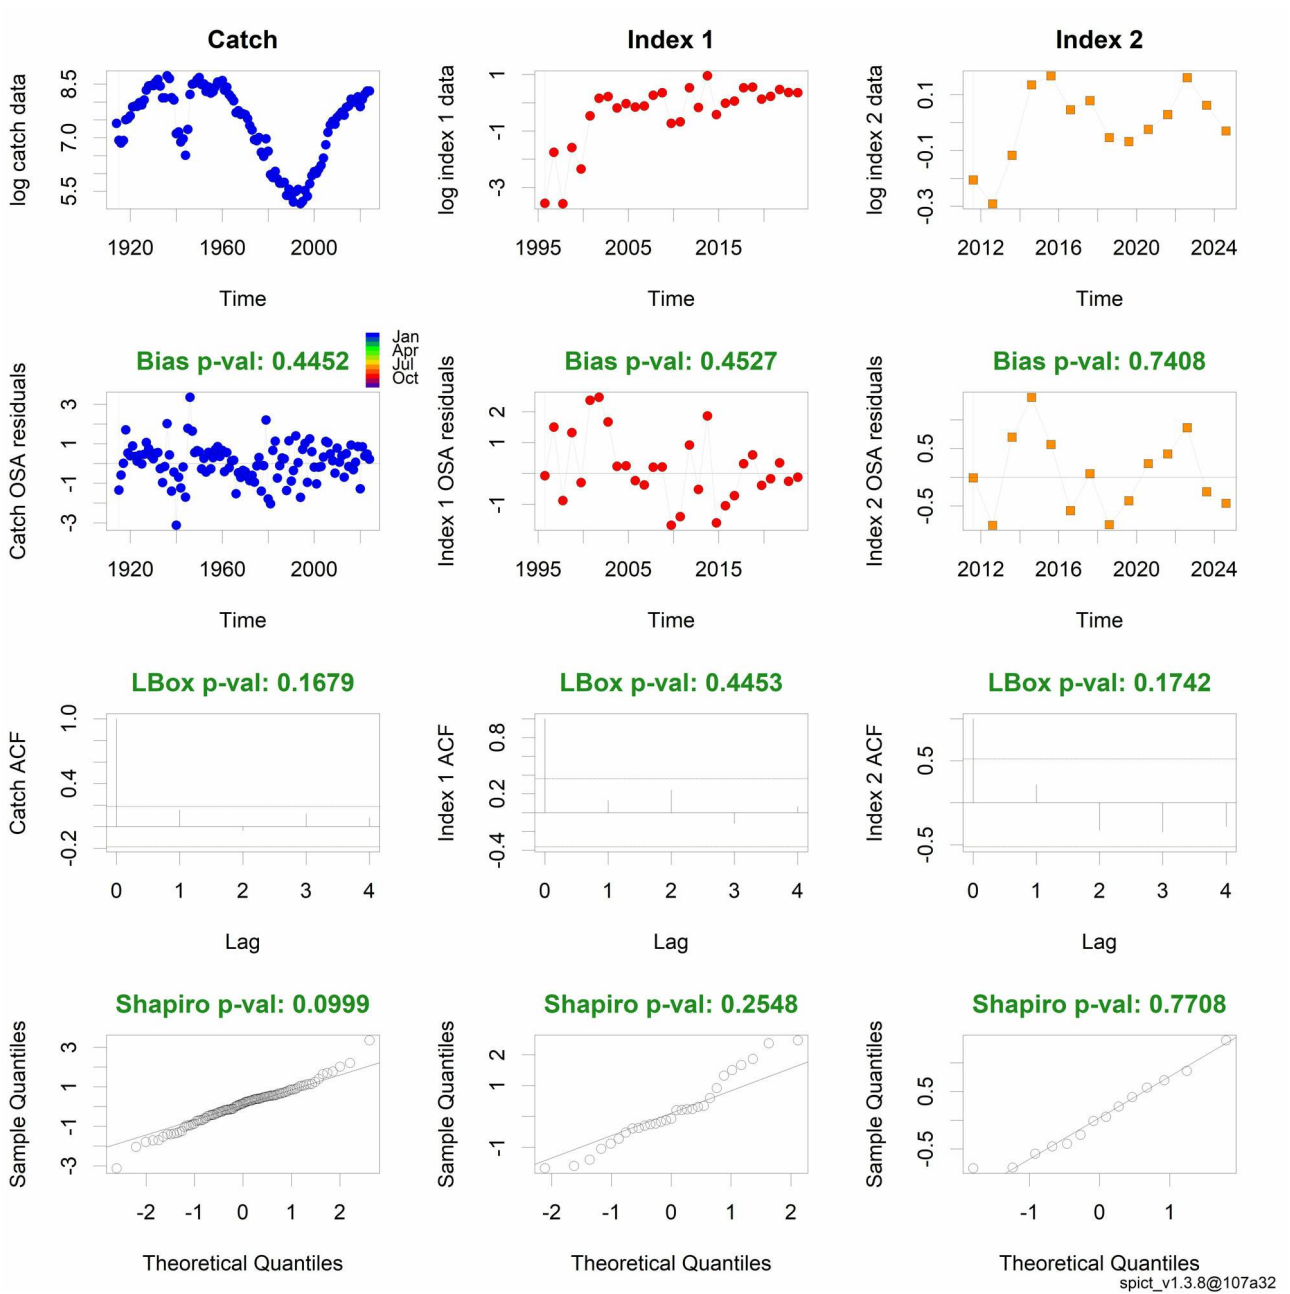 Catch
Index 1
Index 2
log catch data
8.5
7.0
5.5
1920
1960
2000
Time
log index 1 data
1
-1
-3
1995
2005
2015
Time
log index 2 data
0.1
-0.1
-0.3
2012
2016
2020
2024
Time
Jan
Apr
Jul
Oct
Bias p-val: 0.4452
Catch OSA residuals
3
1
-1
-3
1920
1960
2000
Time
Bias p-val: 0.4527
Index 1 OSA residuals
2
1
-1
1995
2005
2015
Time
Bias p-val: 0.7408
Index 2 OSA residuals
0.5
-0.5
2012
2016
2020
2024
Time
LBox p-val: 0.1679
Catch ACF
1.0
0.4
-0.2
0 1 2 3 4
Lag
LBox p-val: 0.4453
Index 1 ACF
0.8
0.2
-0.4
0 1 2 3 4
Lag
LBox p-val: 0.1742
Index 2 ACF
0.5
-0.5
0 1 2 3 4
Lag
Shapiro p-val: 0.0999
Sample Quantiles
3
1
-1
-3
-2 -1 0 1 2
Theoretical Quantiles
Shapiro p-val: 0.2548
Sample Quantiles
2
1
-1
-2 -1 0 1 2
Theoretical Quantiles
Shapiro p-val: 0.7708
Sample Quantiles
0.5
-0.5
-1 0 1
Theoretical Quantiles
spict_v1.3.8@107a32